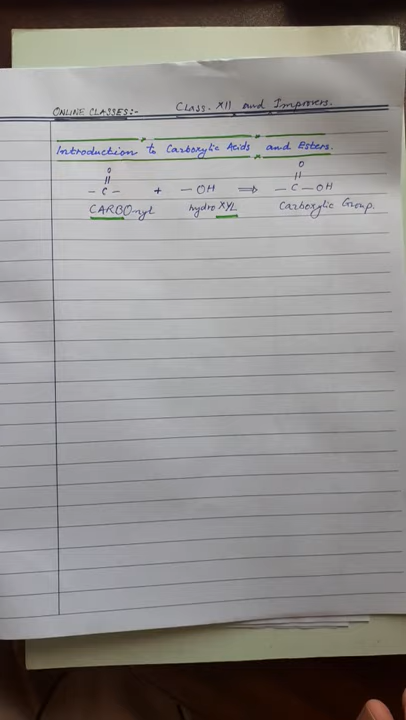 ONLINE CLASSES:- Class- XII and Improvers.
Introduction to Carboxylic Acids and Esters.
O O
|| ||
- C - + - OH ⟹ - C - OH
CARBOnyl hydroXYL Carboxylic Group.